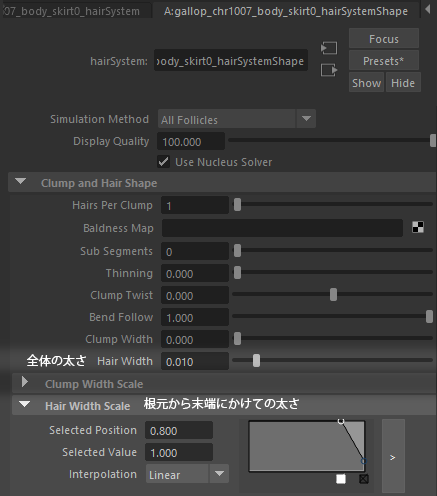 07_body_skirt0_hairSystem A:gallop_chr1007_body_skirt0_hairSystemShape
Focus
hairSystem: body_skirt0_hairSystemShape Presets*
Show Hide
Simulation Method All Follicles
Display Quality 100.000
Use Nucleus Solver
Clump and Hair Shape
Hairs Per Clump 1
Baldness Map
Sub Segments 0
Thinning 0.000
Clump Twist 0.000
Bend Follow 1.000
Clump Width 0.000
全体の太さ Hair Width 0.010
Clump Width Scale
Hair Width Scale 根元から末端にかけての太さ
Selected Position 0.800
Selected Value 1.000
>
Interpolation Linear